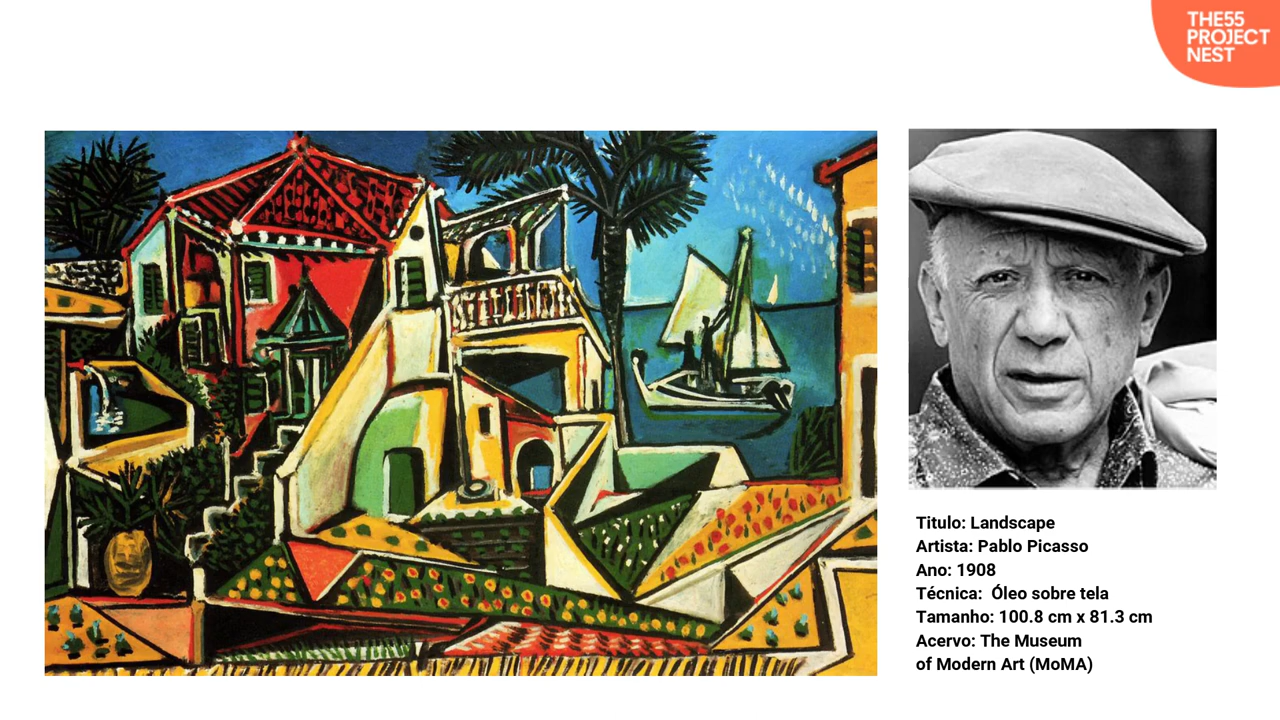 THE55
PROJECT
NEST
Titulo: Landscape
Artista: Pablo Picasso
Ano: 1908
Técnica:  Óleo sobre tela
Tamanho: 100.8 cm x 81.3 cm
Acervo: The Museum
of Modern Art (MoMA)